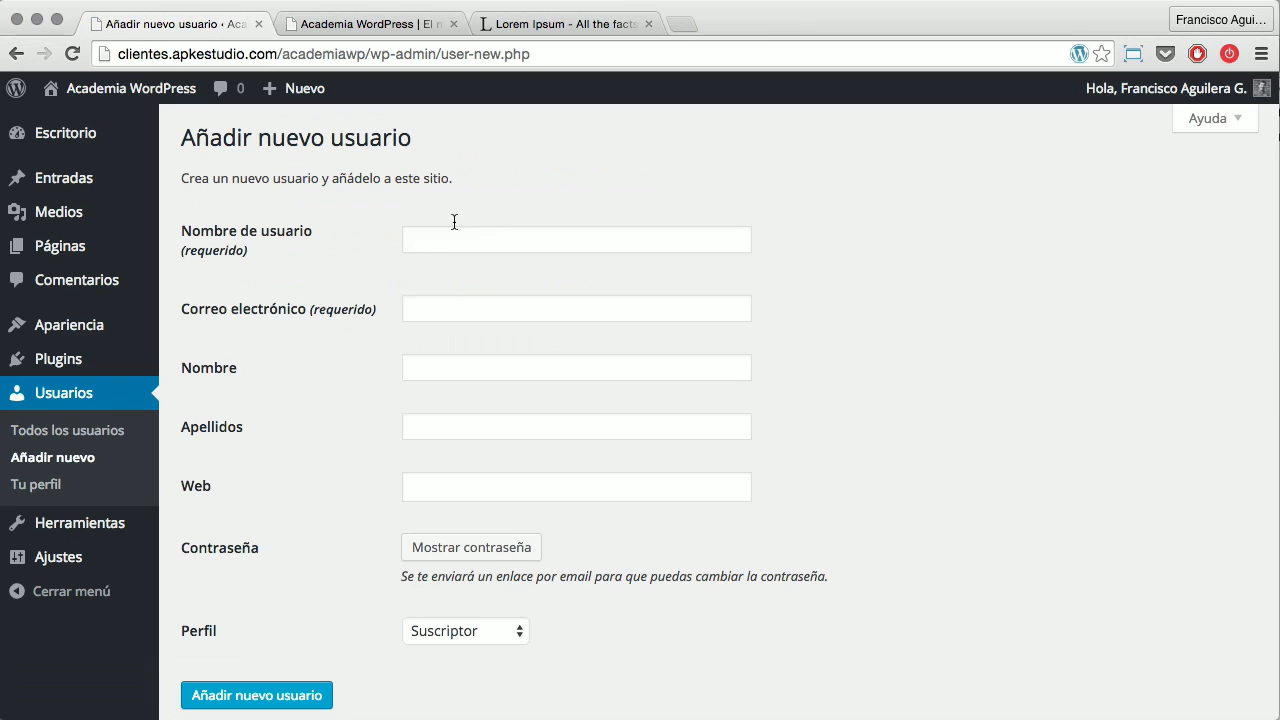 Añadir nuevo usuario ‹ Aca
Academia WordPress | El n
Lorem Ipsum - All the facts
Francisco Agui...
clientes.apkestudio.com/academiawp/wp-admin/user-new.php
Academia WordPress
0
Nuevo
Hola, Francisco Aguilera G.
Ayuda
Escritorio
Entradas
Medios
Páginas
Comentarios
Apariencia
Plugins
Usuarios
Todos los usuarios
Añadir nuevo
Tu perfil
Herramientas
Ajustes
Cerrar menú
Añadir nuevo usuario
Crea un nuevo usuario y añádelo a este sitio.
Nombre de usuario
(requerido)
Correo electrónico (requerido)
Nombre
Apellidos
Web
Contraseña
Mostrar contraseña
Se te enviará un enlace por email para que puedas cambiar la contraseña.
Perfil
Suscriptor
Añadir nuevo usuario